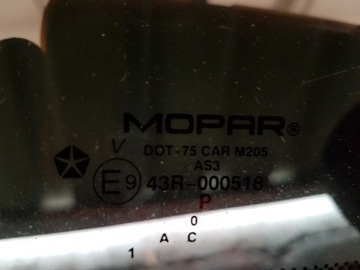 MOPAR®
V DOT-75 CAR M205
AS3
E9 43R-000518
P
0
A C
1